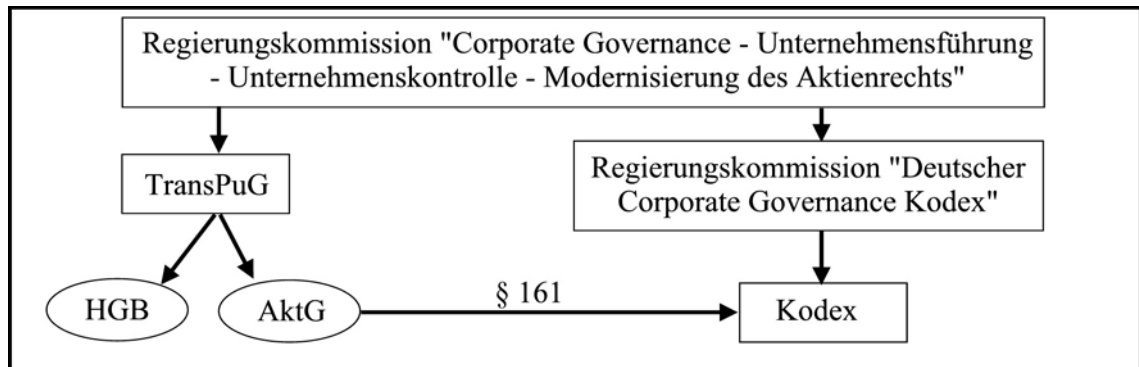 Regierungskommission "Corporate Governance - Unternehmensführung
- Unternehmenskontrolle - Modernisierung des Aktienrechts"
TransPuG
Regierungskommission "Deutscher
Corporate Governance Kodex"
HGB
AktG
§ 161
Kodex